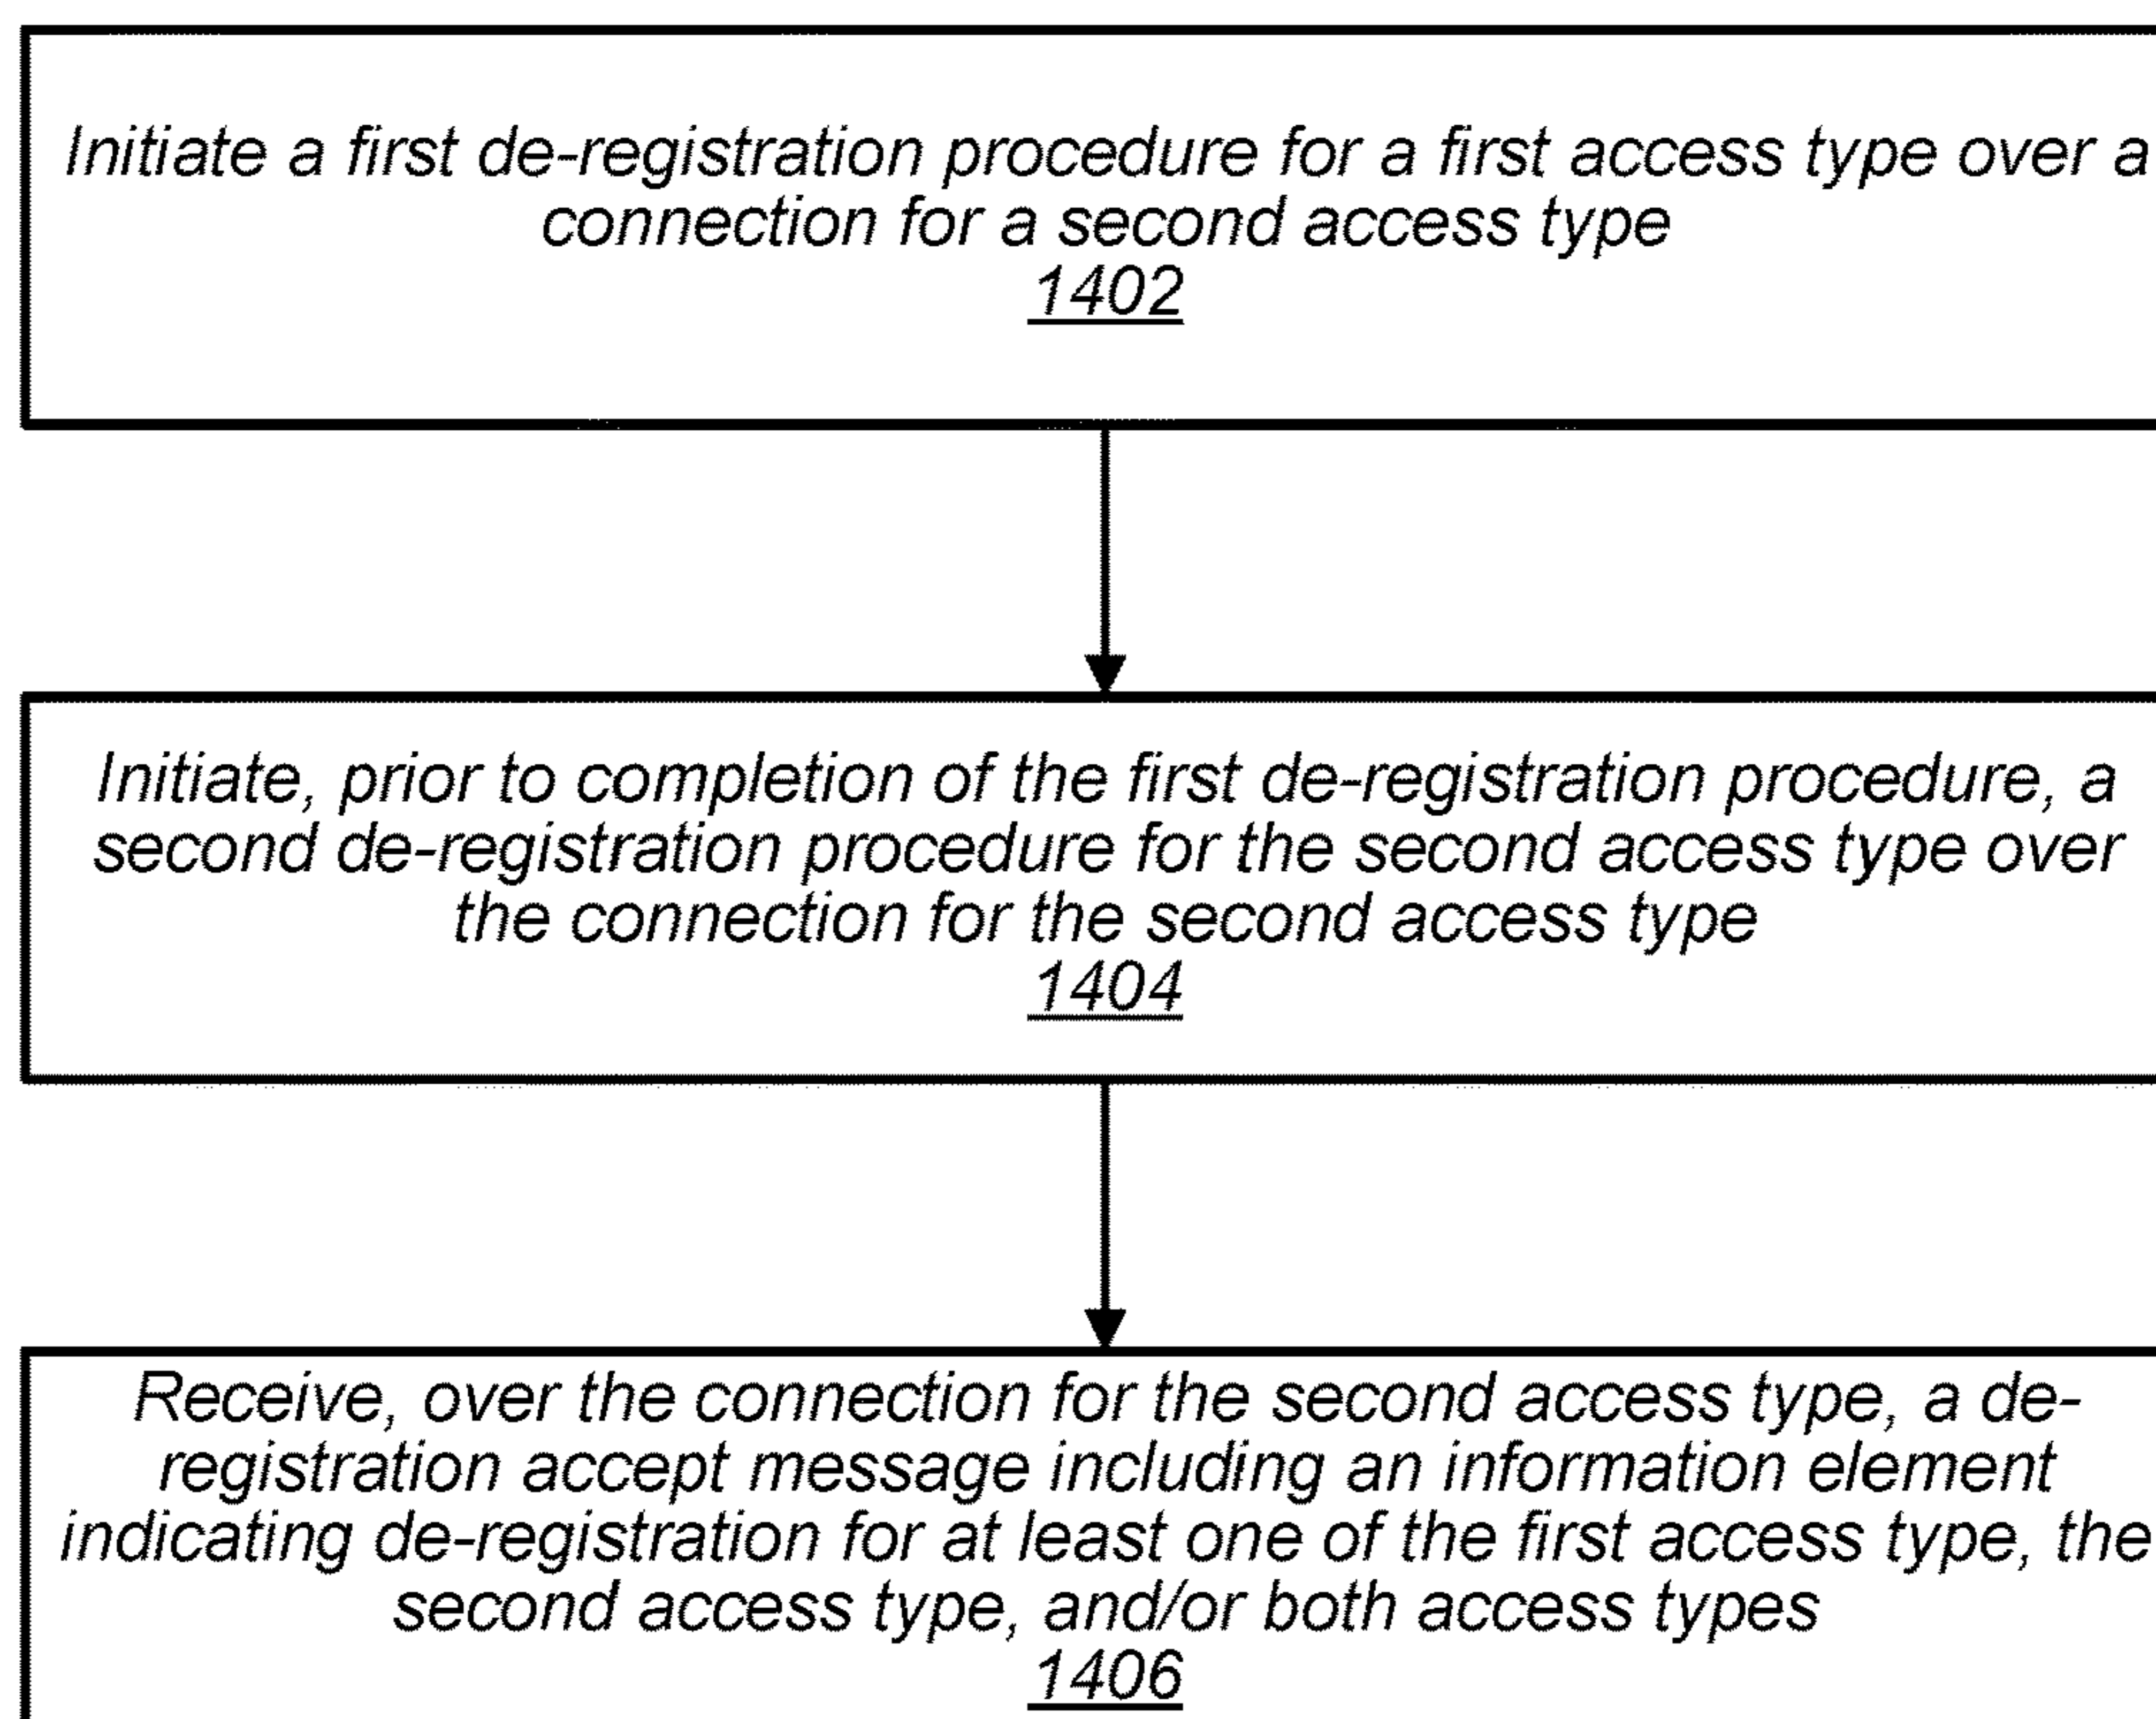 Initiate a first de-registration procedure for a first access type over a
connection for a second access type
1402
Initiate, prior to completion of the first de-registration procedure, a
second de-registration procedure for the second access type over
the connection for the second access type
1404
Receive, over the connection for the second access type, a de-
registration accept message including an information element
indicating de-registration for at least one of the first access type, the
second access type, and/or both access types
1406